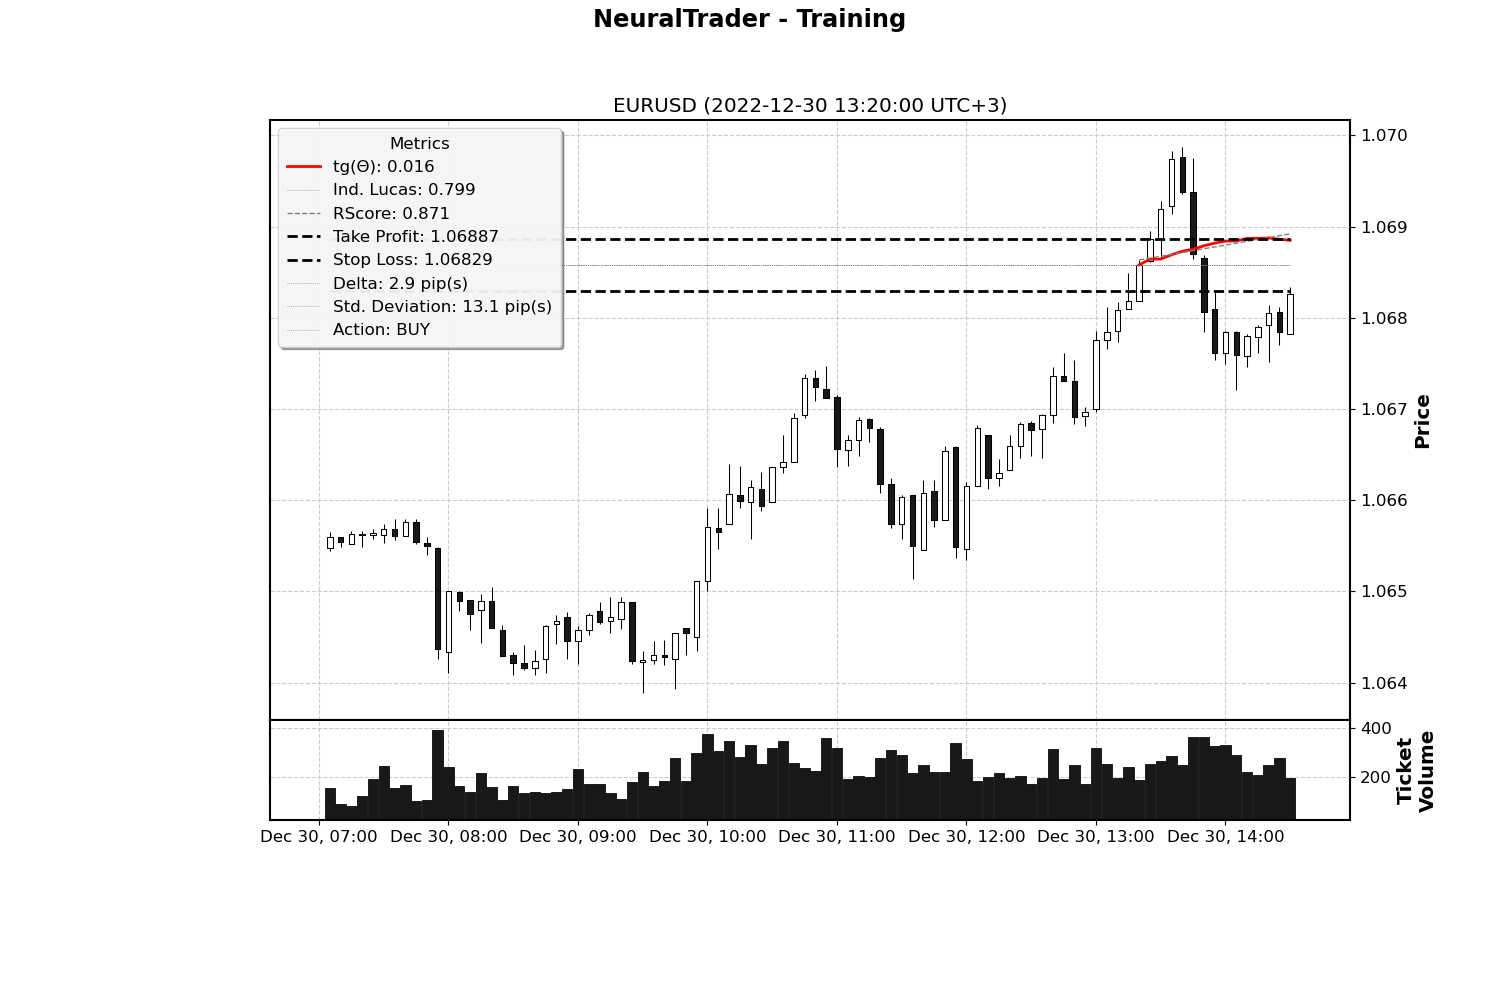 NeuralTrader - Training
EURUSD (2022-12-30 13:20:00 UTC+3)
Metrics
tg(Θ): 0.016
Ind. Lucas: 0.799
RScore: 0.871
Take Profit: 1.06887
Stop Loss: 1.06829
Delta: 2.9 pip(s)
Std. Deviation: 13.1 pip(s)
Action: BUY
1.070
1.069
1.068
1.067
1.066
1.065
1.064
Price
400
200
Ticket
Volume
Dec 30, 07:00 Dec 30, 08:00 Dec 30, 09:00 Dec 30, 10:00 Dec 30, 11:00 Dec 30, 12:00 Dec 30, 13:00 Dec 30, 14:00